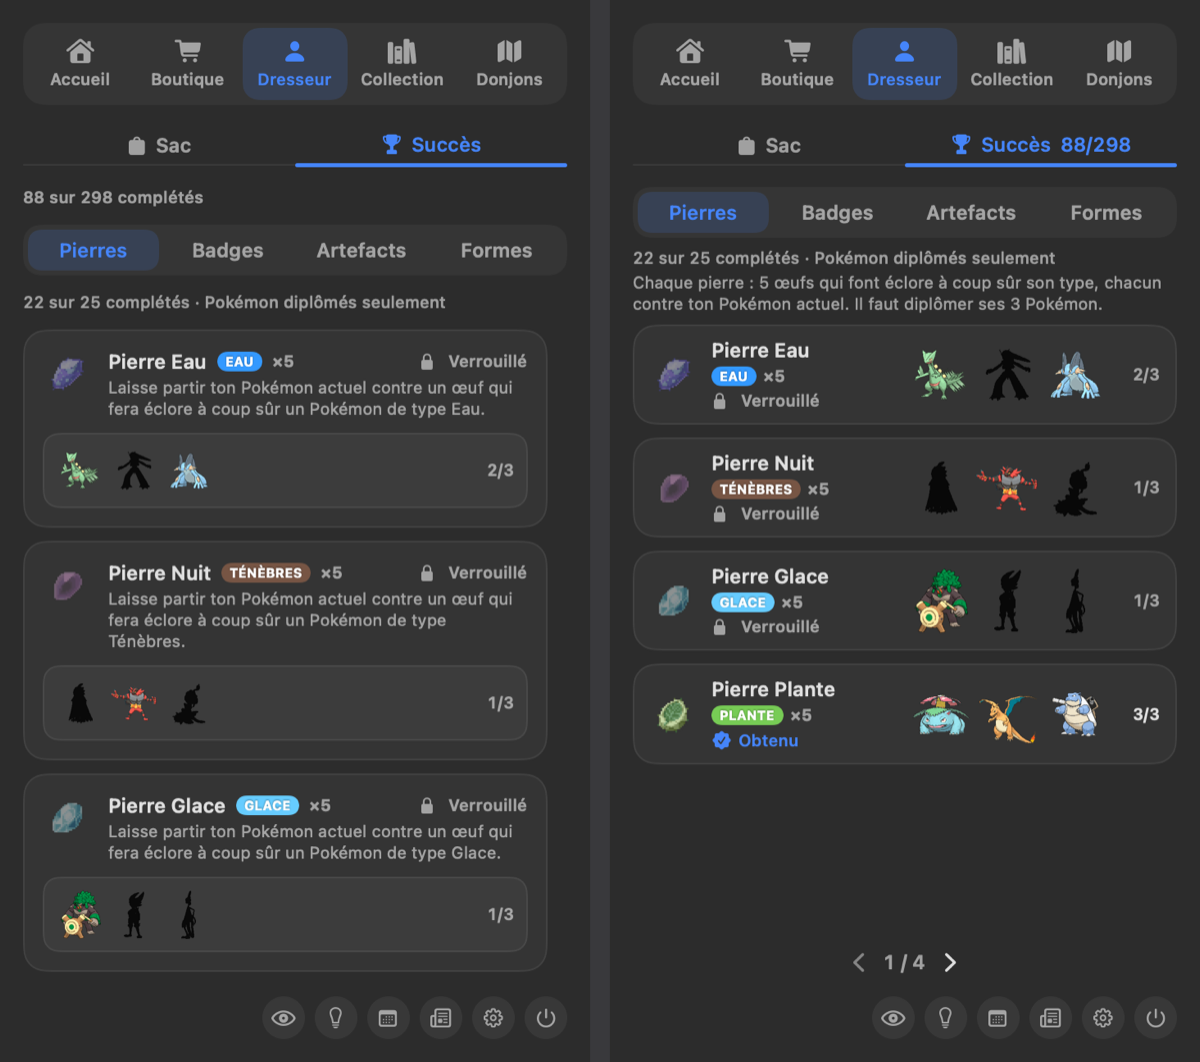 Accueil Boutique Dresseur Collection Donjons
Sac Succès
88 sur 298 complétés
Pierres Badges Artefacts Formes
22 sur 25 complétés · Pokémon diplômés seulement
Pierre Eau EAU ×5 Verrouillé
Laisse partir ton Pokémon actuel contre un œuf qui
fera éclore à coup sûr un Pokémon de type Eau.
2/3
Pierre Nuit TÉNÈBRES ×5 Verrouillé
Laisse partir ton Pokémon actuel contre un œuf qui
fera éclore à coup sûr un Pokémon de type
Ténèbres.
1/3
Pierre Glace GLACE ×5 Verrouillé
Laisse partir ton Pokémon actuel contre un œuf qui
fera éclore à coup sûr un Pokémon de type Glace.
1/3
Accueil Boutique Dresseur Collection Donjons
Sac Succès 88/298
Pierres Badges Artefacts Formes
22 sur 25 complétés · Pokémon diplômés seulement
Chaque pierre : 5 œufs qui font éclore à coup sûr son type, chacun
contre ton Pokémon actuel. Il faut diplômer ses 3 Pokémon.
Pierre Eau
EAU ×5
Verrouillé
2/3
Pierre Nuit
TÉNÈBRES ×5
Verrouillé
1/3
Pierre Glace
GLACE ×5
Verrouillé
1/3
Pierre Plante
PLANTE ×5
Obtenu
3/3
1 / 4